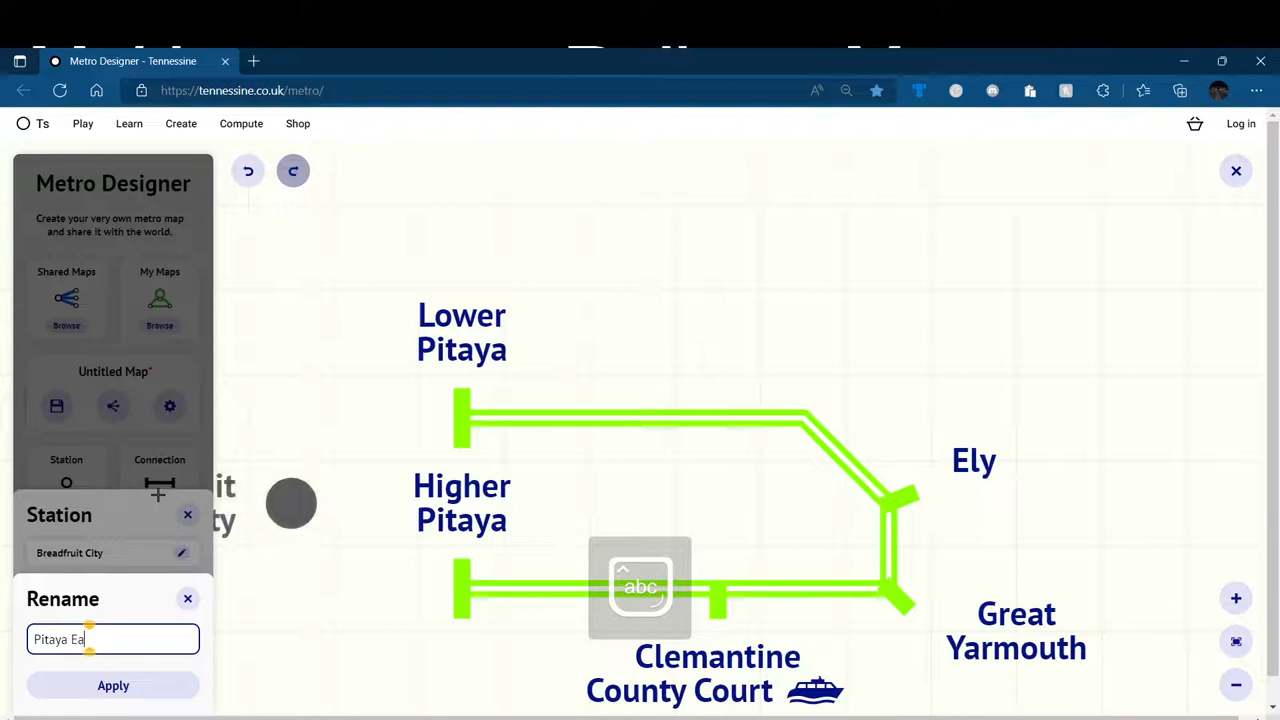 Metro Designer - Tennessine
https://tennessine.co.uk/metro/
Ts Play Learn Create Compute Shop
Log in
Metro Designer
Create your very own metro map
and share it with the world.
Shared Maps My Maps
Browse Browse
Untitled Map*
Station Connection
Station
Breadfruit City
Rename
Pitaya Ea
Apply
Lower
Pitaya
Higher
Pitaya
Ely
Great
Yarmouth
Clemantine
County Court
abc